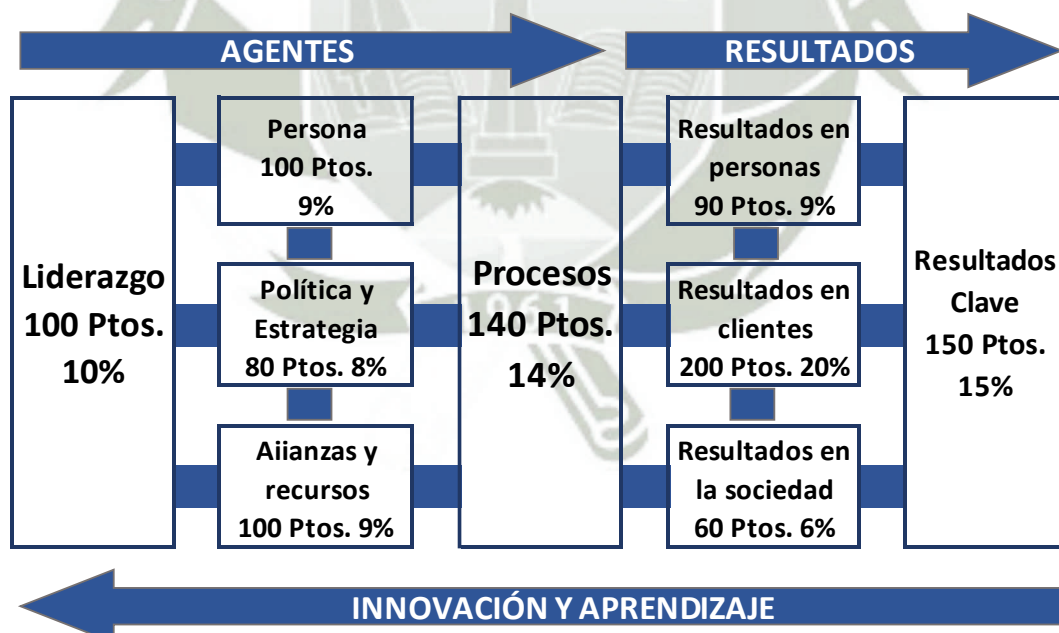 AGENTES
RESULTADOS
Liderazgo
100 Ptos.
10%
Persona
100 Ptos.
9%
Política y
Estrategia
80 Ptos. 8%
Aiianzas y
recursos
100 Ptos. 9%
Procesos
140 Ptos.
14%
Resultados en
personas
90 Ptos. 9%
Resultados en
clientes
200 Ptos. 20%
Resultados en
la sociedad
60 Ptos. 6%
Resultados
Clave
150 Ptos.
15%
1961
INNOVACIÓN Y APRENDIZAJE